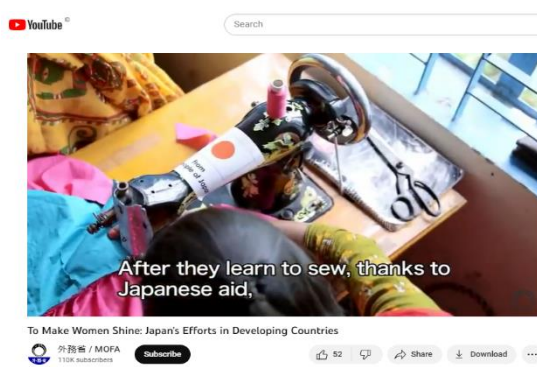 YouTube
Search
from
After they learn to sew, thanks to
Japanese aid,
To Make Women Shine: Japan's Efforts in Developing Countries
外務省 / MOFA
110K subscribers
Subscribe
52
Share
Download